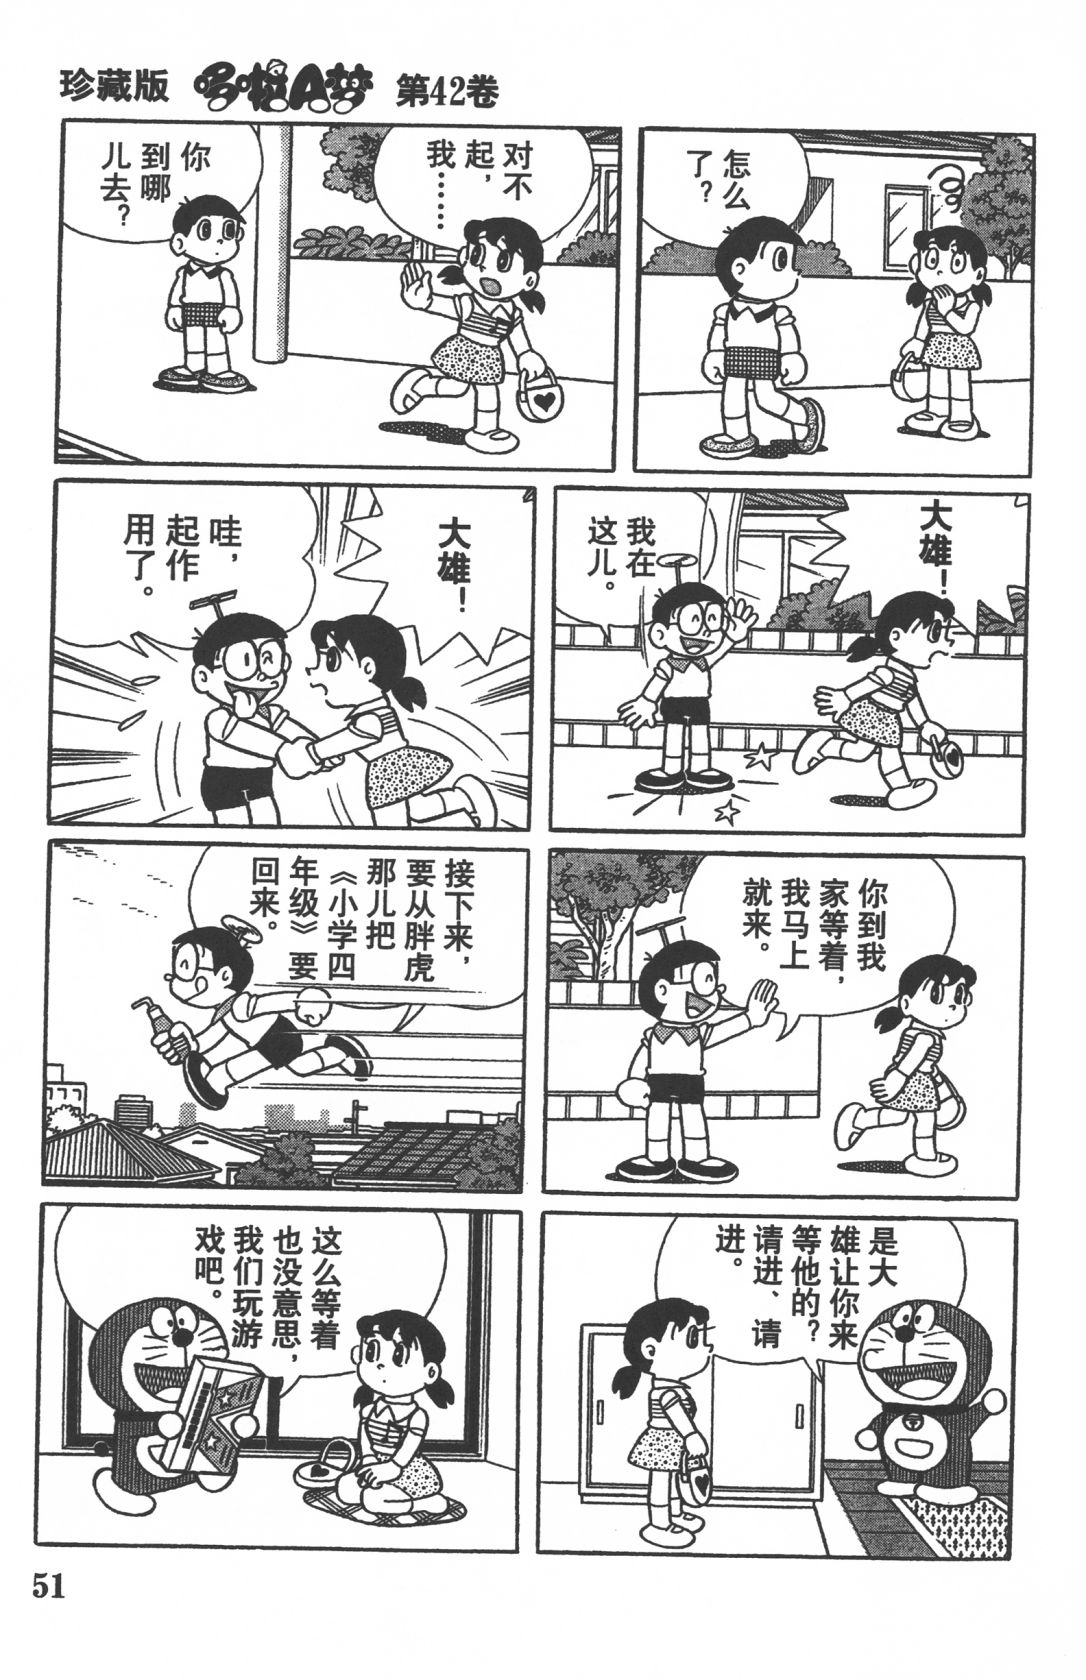 珍藏版 哆啦A梦 第42卷
怎么
了?
对不
起,
我……
你
到哪
儿去?
大雄!
我在
这儿。
大雄!
哇,
起作
用了。
你到我
家等着,
我马上
就来。
接下来,
要从胖虎
那儿把
《小学四
年级》要
回来。
是大
雄让你来
等他的?
请进、请
进。
这么等着
也没意思,
我们玩游
戏吧。
51